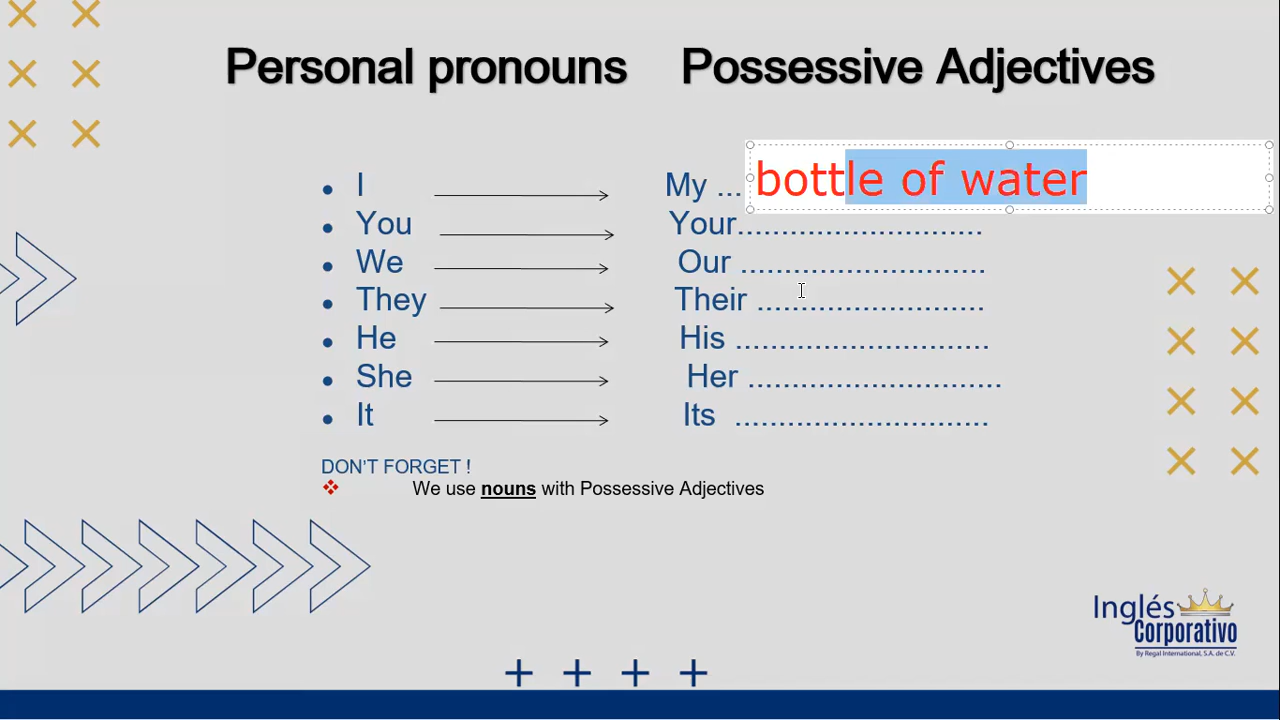 Personal pronouns Possessive Adjectives
• I My ... bottle of water
• You Your............................
• We Our ............................
• They Their ..........................
• He His .............................
• She Her .............................
• It Its .............................
DON'T FORGET !
❖ We use nouns with Possessive Adjectives
Inglés
Corporativo
By Regal International, S.A. de C.V.